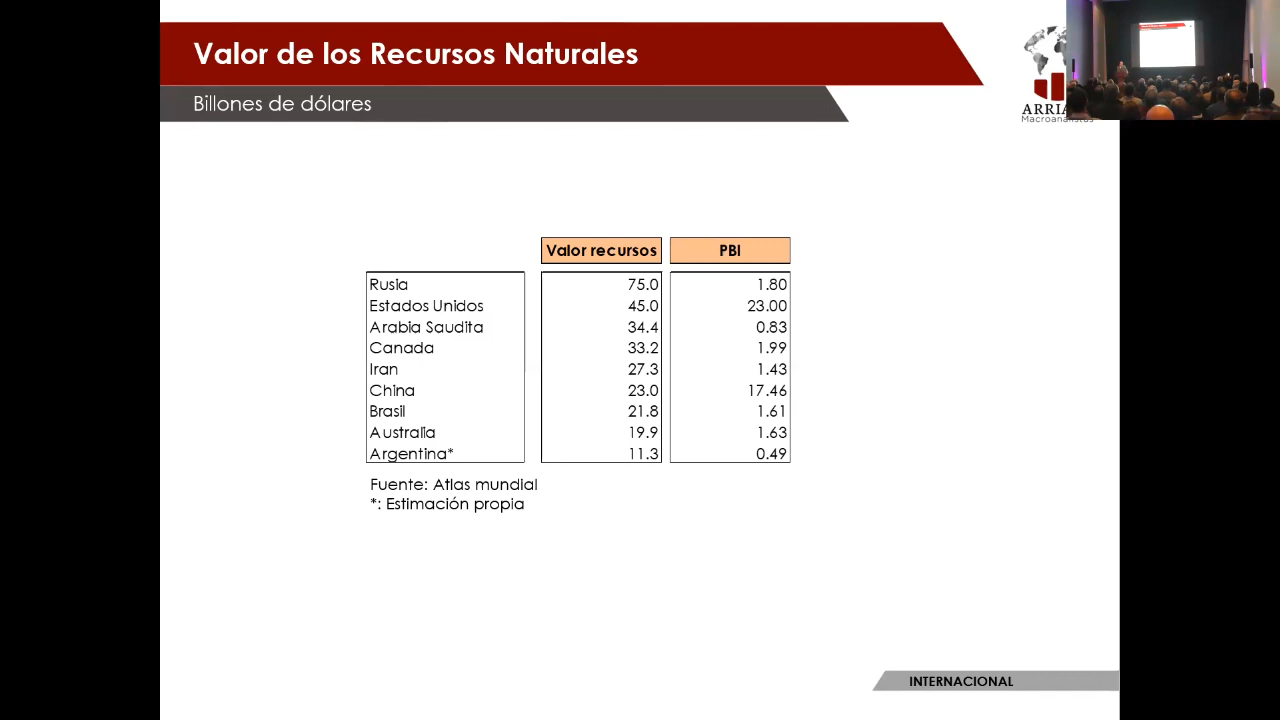 Valor de los Recursos Naturales
Billones de dólares
Macroanalistas
Valor recursos PBI
Rusia 75.0 1.80
Estados Unidos 45.0 23.00
Arabia Saudita 34.4 0.83
Canada 33.2 1.99
Iran 27.3 1.43
China 23.0 17.46
Brasil 21.8 1.61
Australia 19.9 1.63
Argentina* 11.3 0.49
Fuente: Atlas mundial
*: Estimación propia
INTERNACIONAL